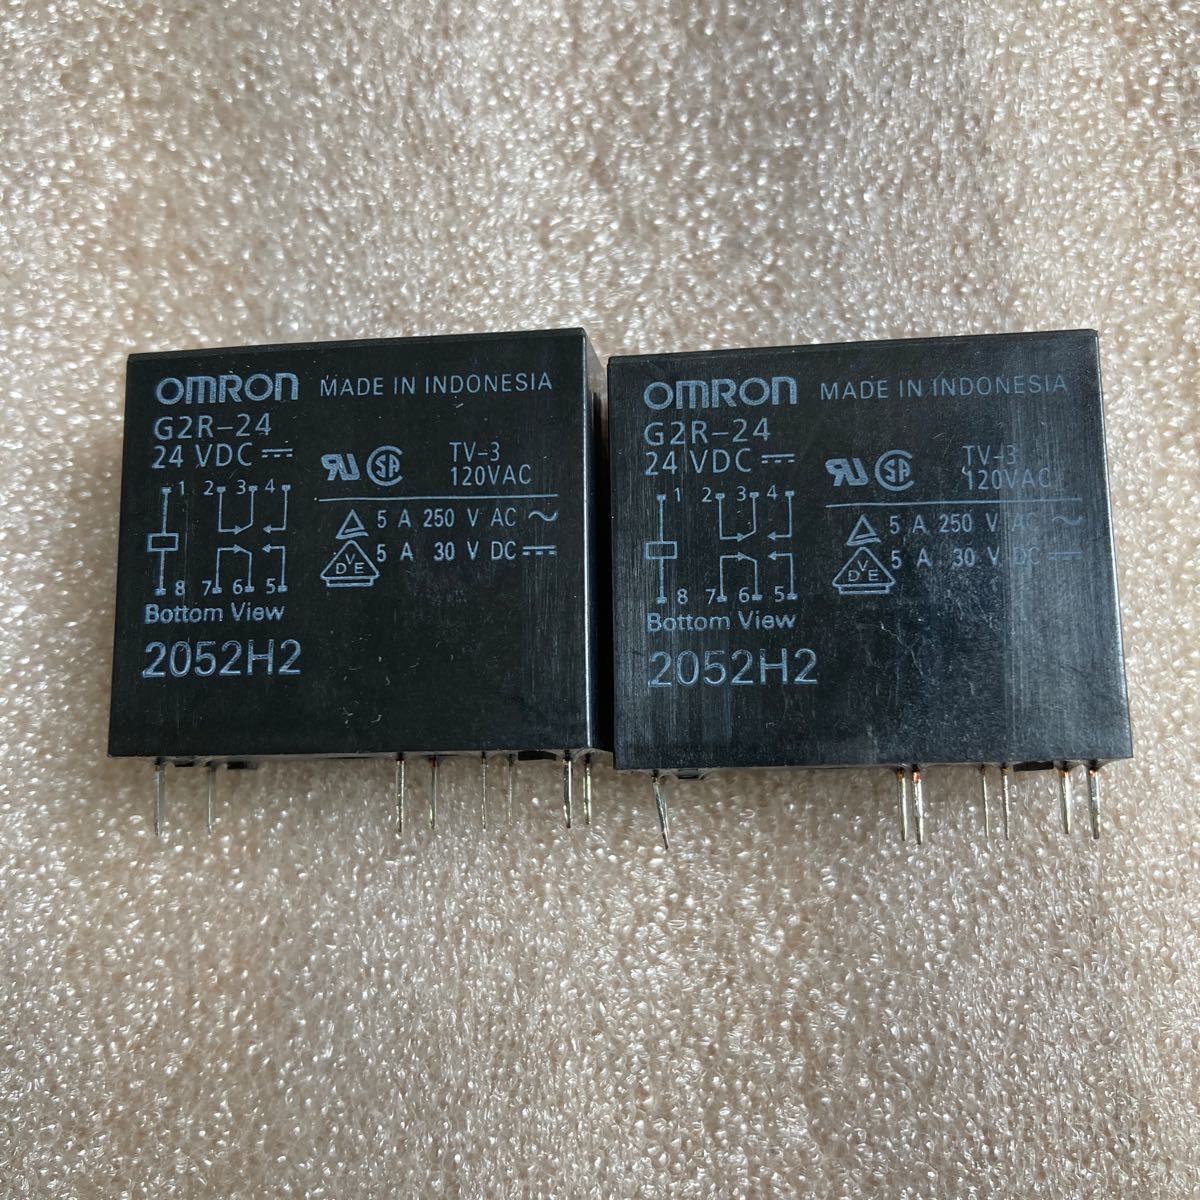 OMRON MADE IN INDONESIA
G2R-24
24 VDC
TV-3
120VAC
1 2 3 4
5 A 250 V AC ~
5 A 30 V DC
VDE
8 7 6 5
Bottom View
2052H2
OMRON MADE IN INDONESIA
G2R-24
24 VDC
TV-3
120VAC
1 2 3 4
5 A 250 V AC ~
5 A 30 V DC
VDE
8 7 6 5
Bottom View
2052H2